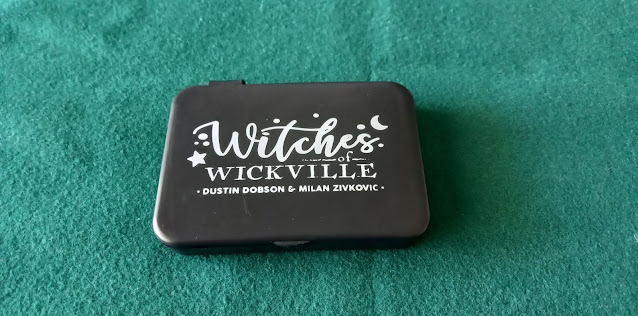 Witches
of
WICKVILLE
• DUSTIN DOBSON & MILAN ZIVKOVIC •